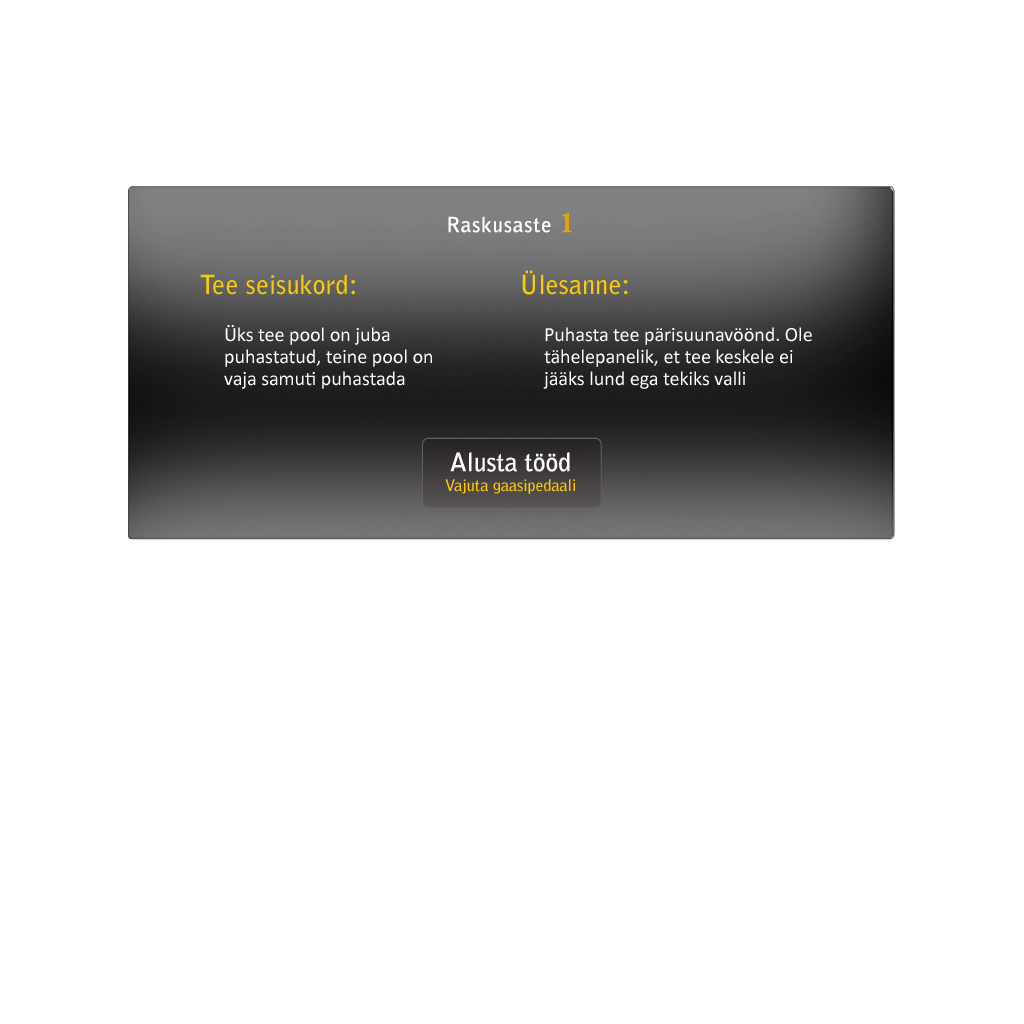 Raskusaste 1
Tee seisukord:
Üks tee pool on juba
puhastatud, teine pool on
vaja samuti puhastada
Ülesanne:
Puhasta tee pärisuunavöönd. Ole
tähelepanelik, et tee keskele ei
jääks lund ega tekiks valli
Alusta tööd
Vajuta gaasipedaali